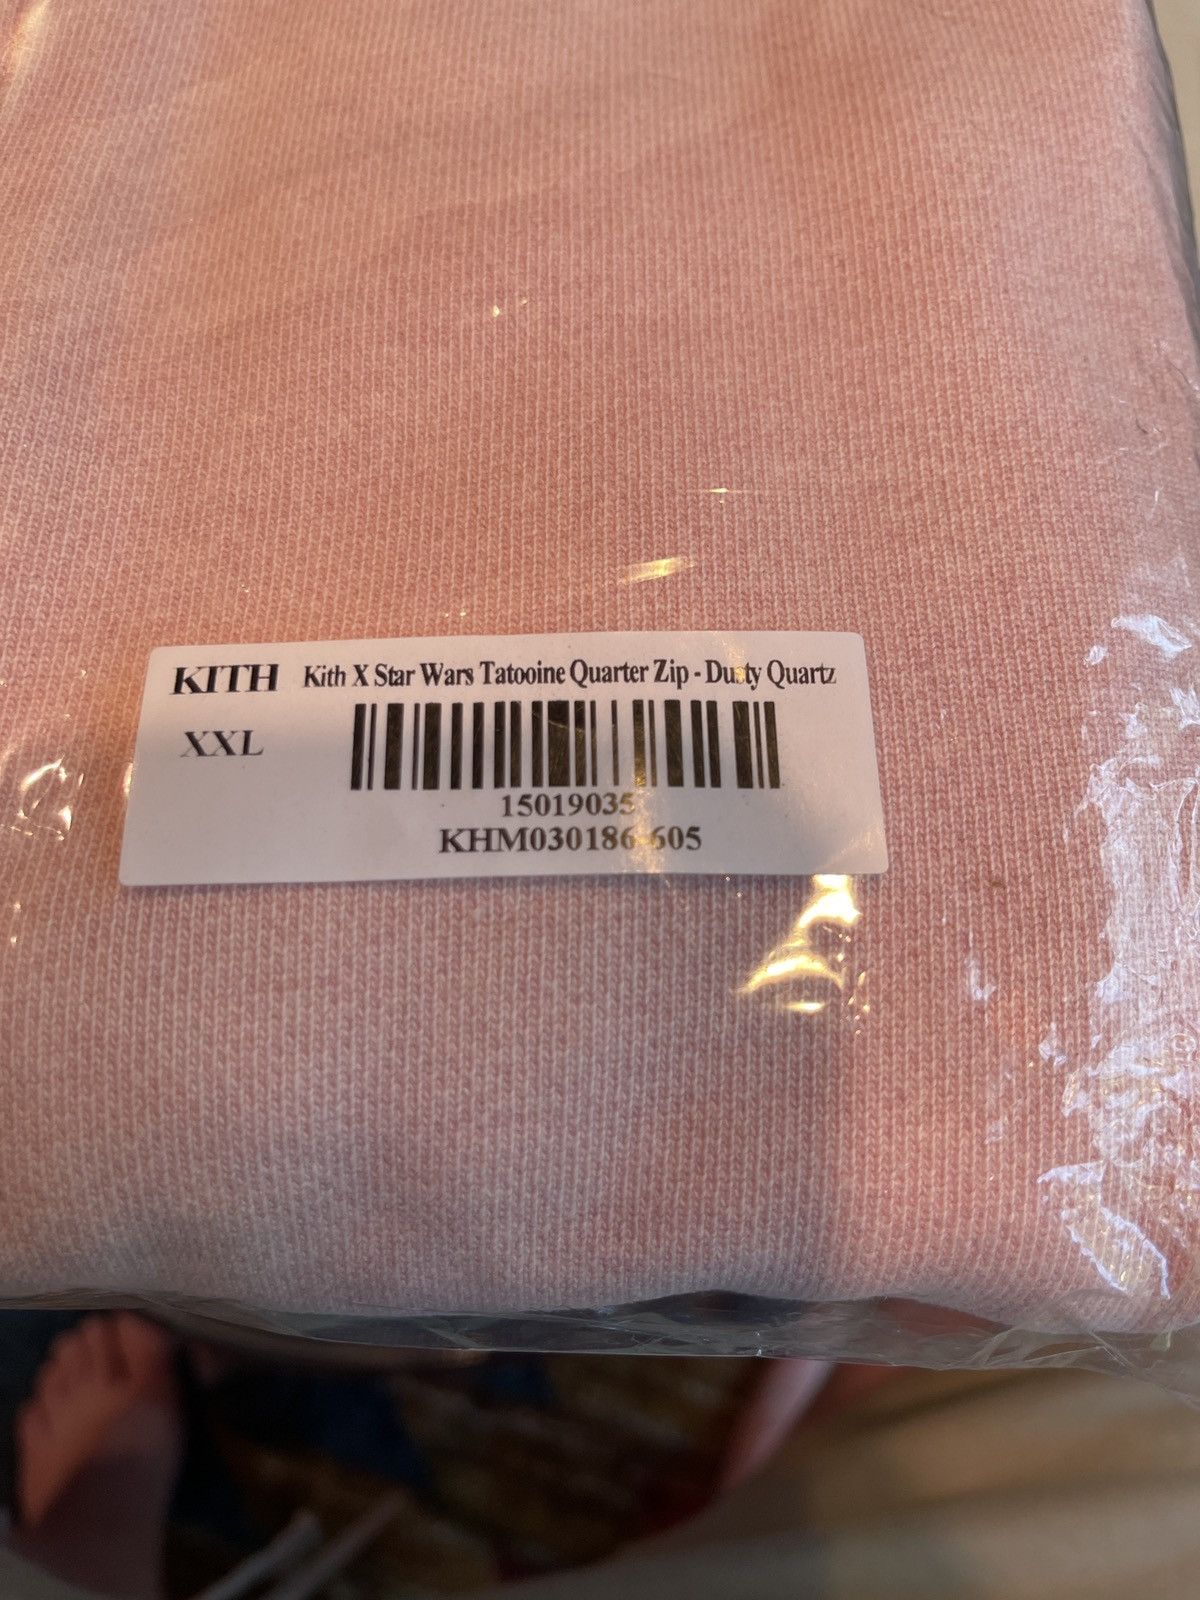 KITH Kith X Star Wars Tatooine Quarter Zip - Dusty Quartz
XXL
15019035
KHM030186-605